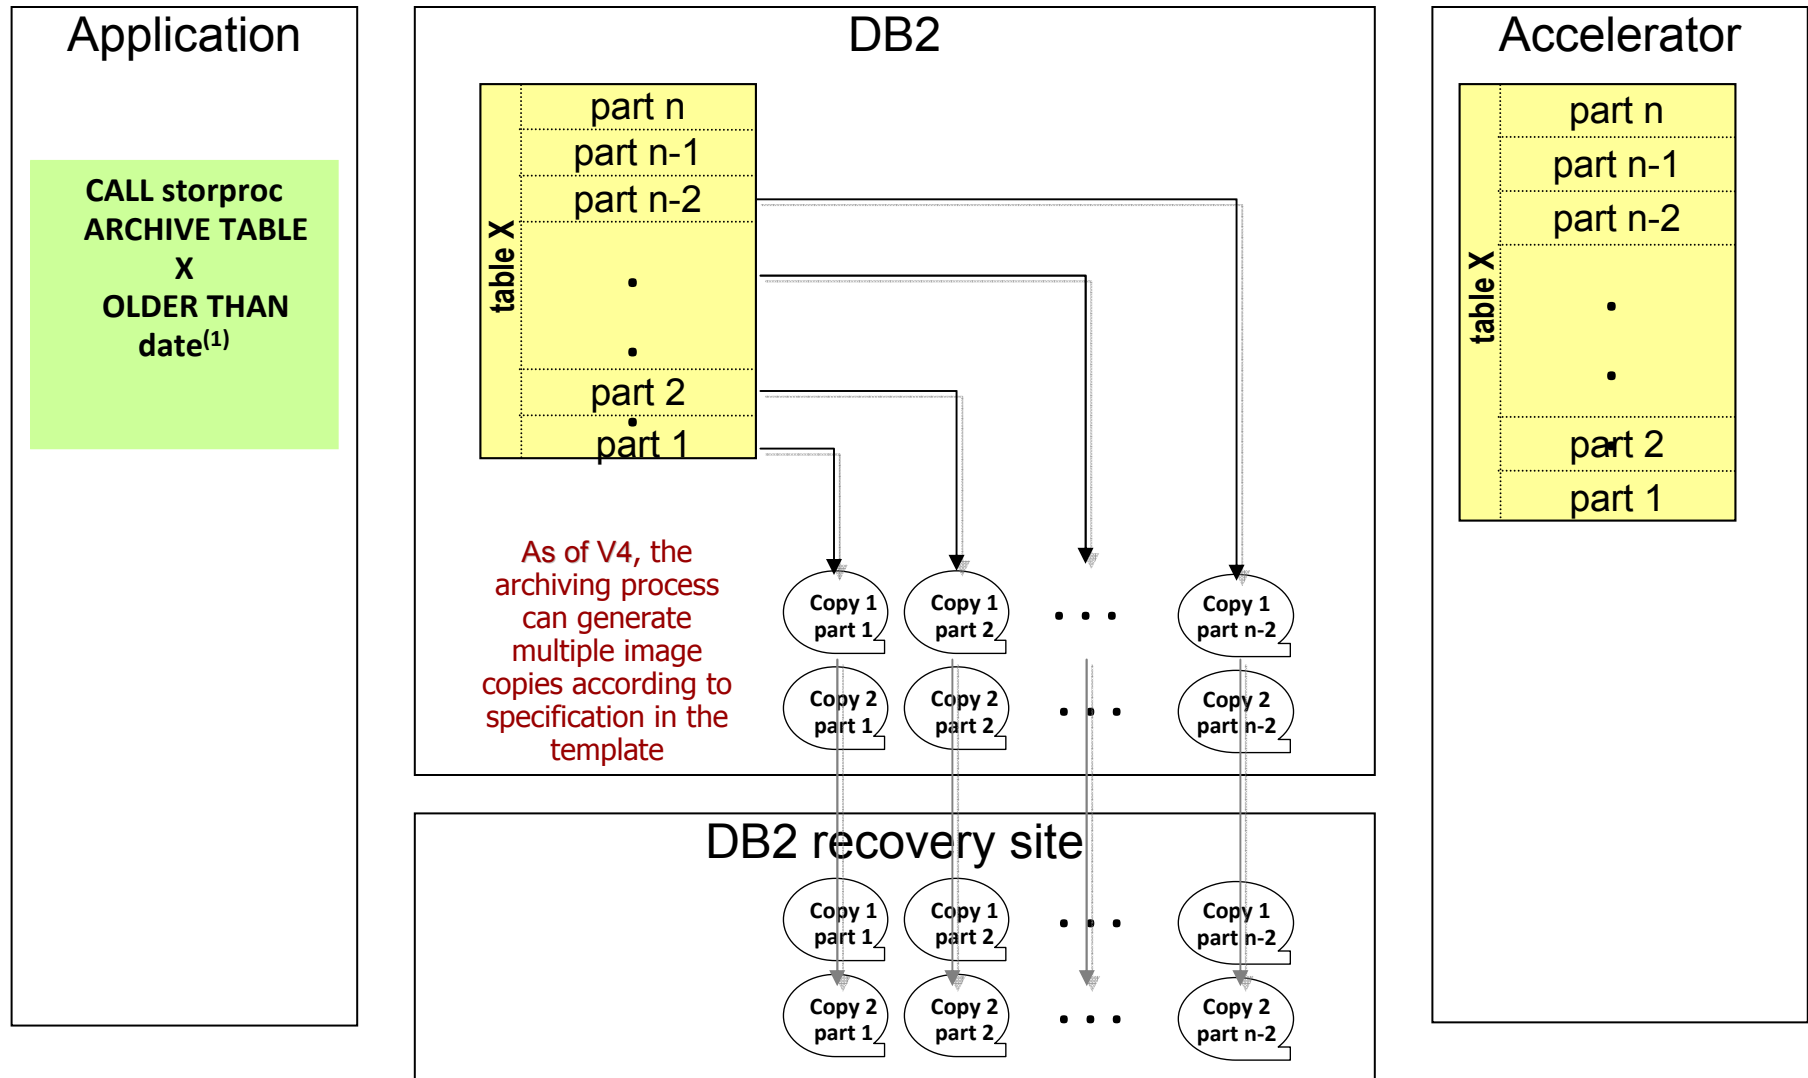 Application
CALL storproc
ARCHIVE TABLE
X
OLDER THAN
date(1)
DB2
table X
part n
part n-1
part n-2
part 2
part 1
As of V4, the
archiving process
can generate
multiple image
copies according to
specification in the
template
Copy 1
part 1
Copy 1
part 2
. . .
Copy 1
part n-2
Copy 2
part 1
Copy 2
part 2
. . .
Copy 2
part n-2
DB2 recovery site
Copy 1
part 1
Copy 1
part 2
. . .
Copy 1
part n-2
Copy 2
part 1
Copy 2
part 2
. . .
Copy 2
part n-2
Accelerator
table X
part n
part n-1
part n-2
part 2
part 1